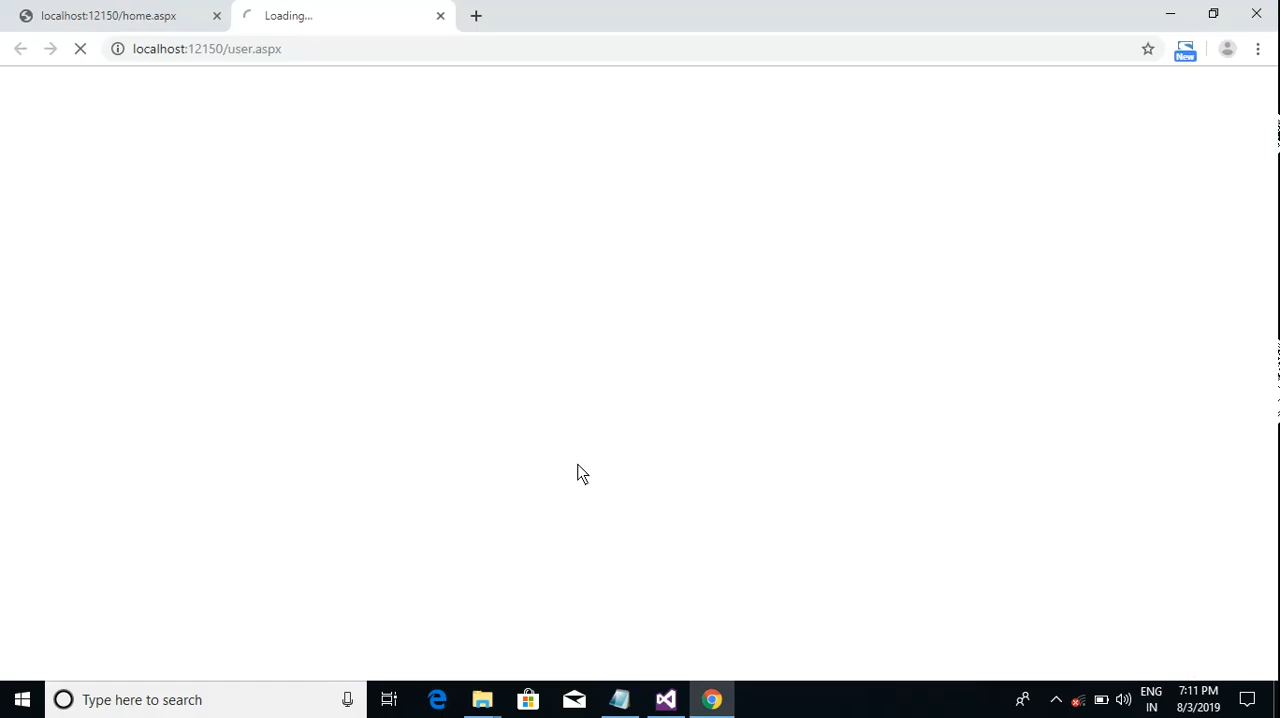 localhost:12150/home.aspx
Loading...
localhost:12150/user.aspx
New
Type here to search
ENG
IN
7:11 PM
8/3/2019